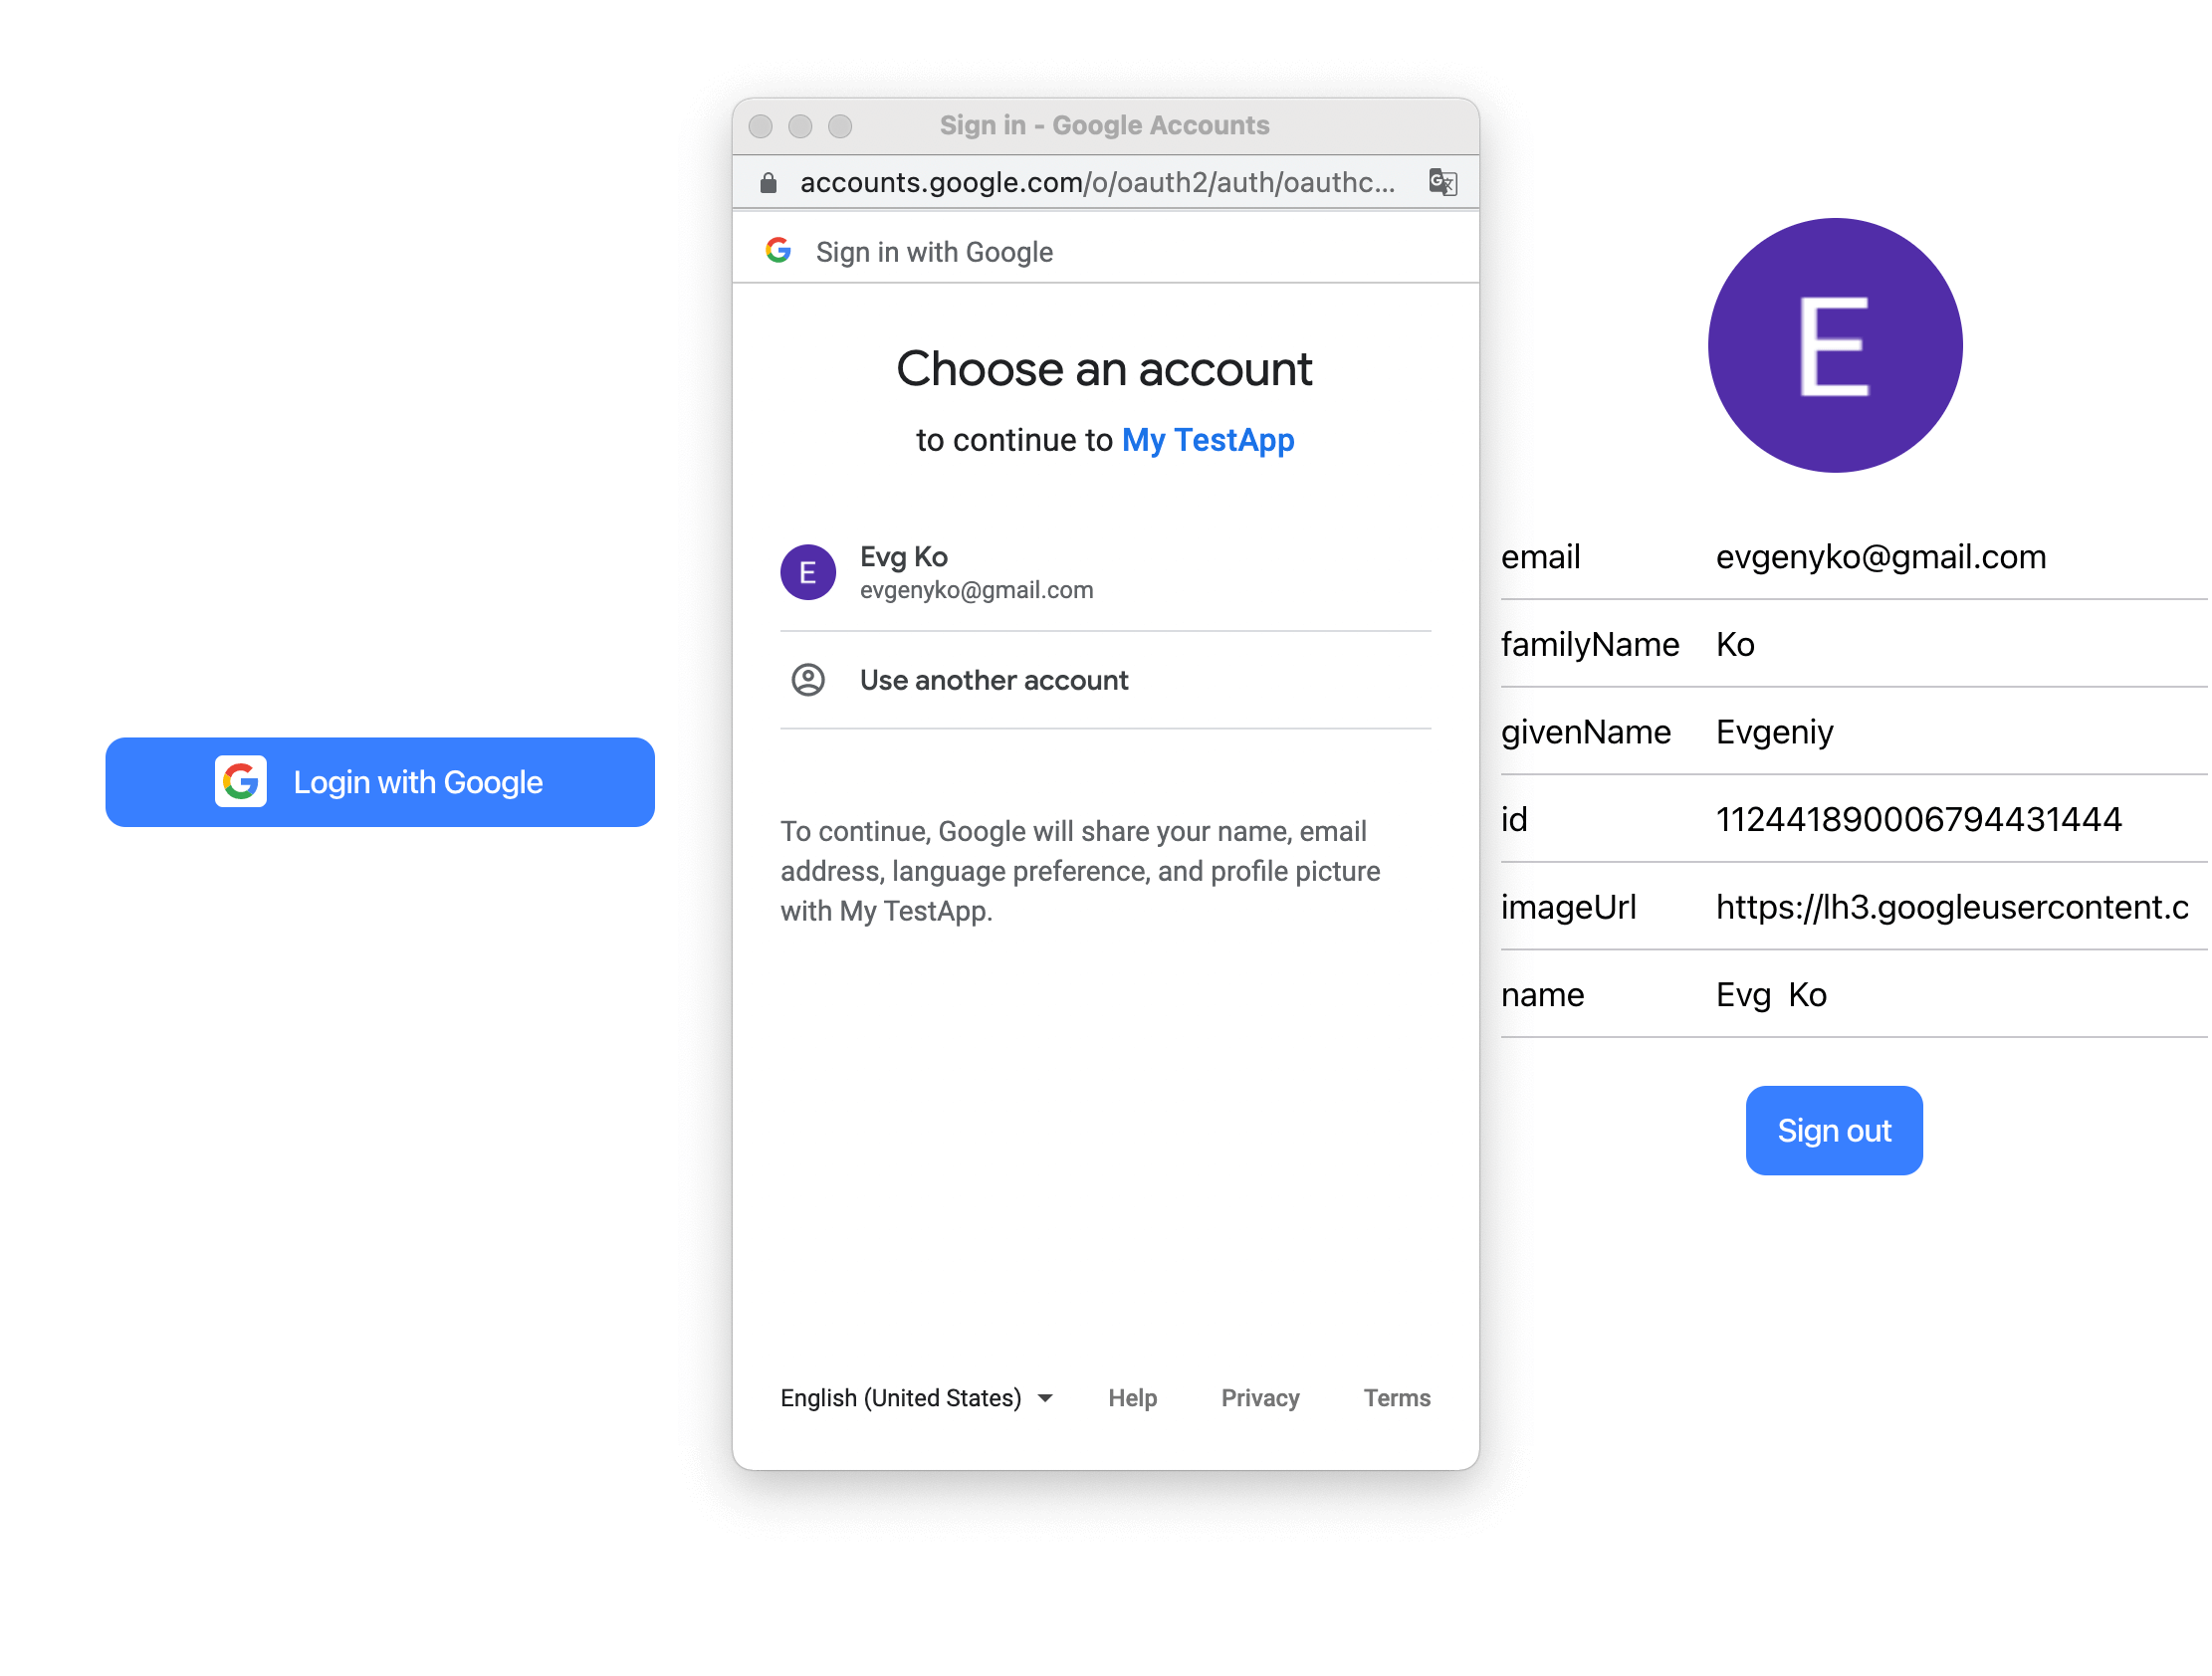 Login with Google
Sign in - Google Accounts
accounts.google.com/o/oauth2/auth/oauthc...
Sign in with Google
Choose an account
to continue to My TestApp
E
Evg Ko
evgenyko@gmail.com
Use another account
To continue, Google will share your name, email
address, language preference, and profile picture
with My TestApp.
English (United States)
Help
Privacy
Terms
E
email evgenyko@gmail.com
familyName Ko
givenName Evgeniy
id 112441890006794431444
imageUrl https://lh3.googleusercontent.c
name Evg Ko
Sign out